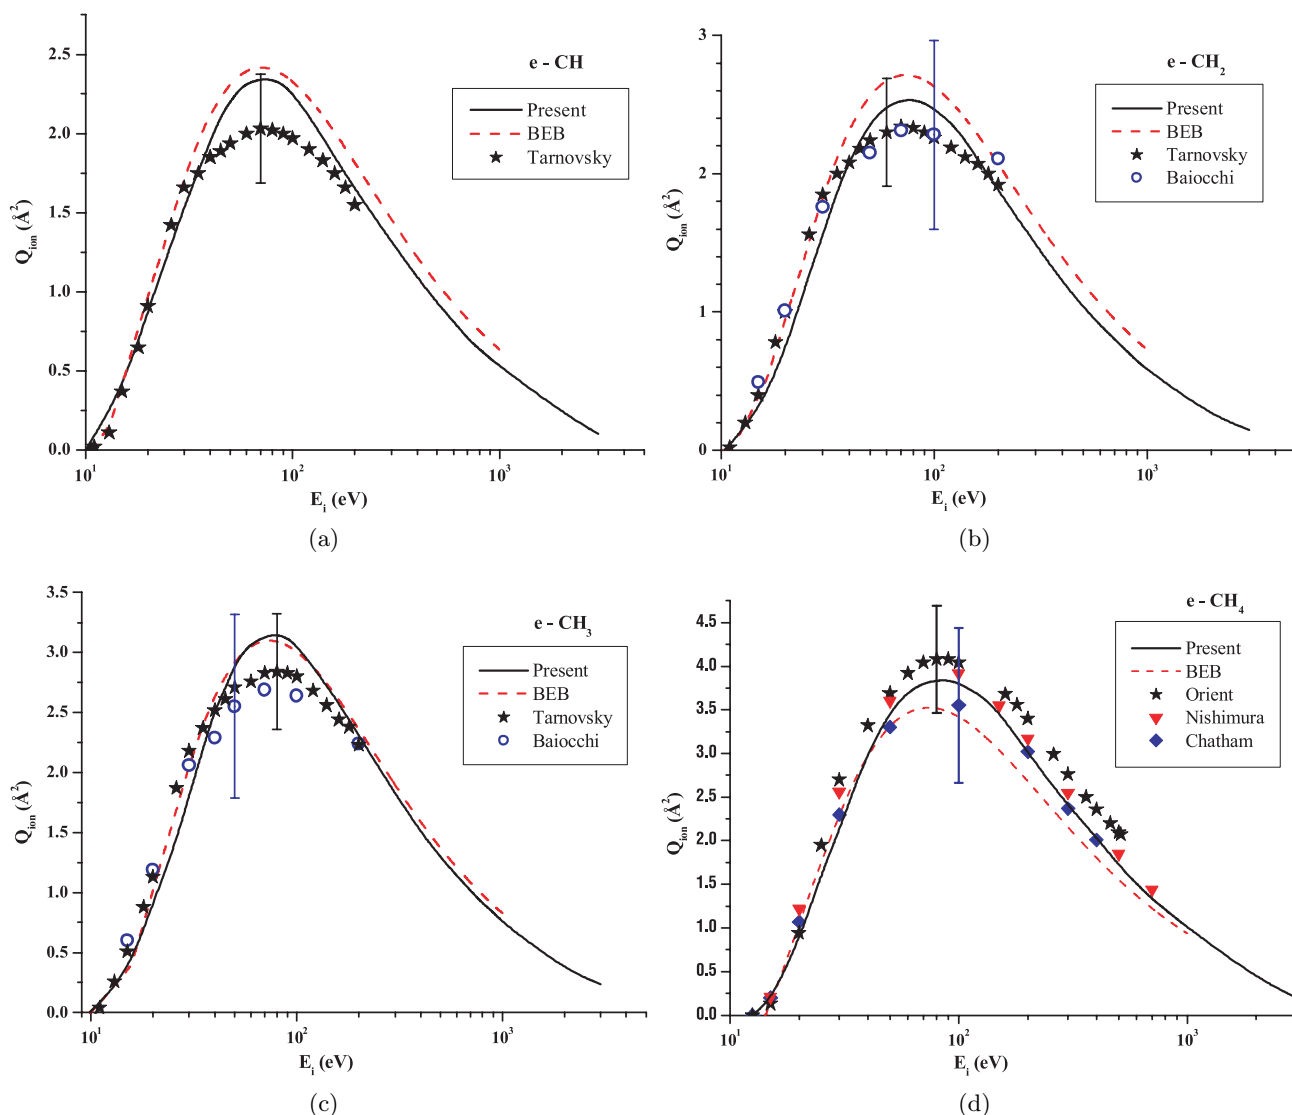 e - CH
Present
BEB
Tarnovsky
2.5
2.0
1.5
1.0
0.5
0.0
Q_ion (Å²)
10¹
10²
10³
E_i (eV)
(a)
e - CH₂
Present
BEB
Tarnovsky
Baiocchi
3
2
1
0
Q_ion (Å²)
10¹
10²
10³
E_i (eV)
(b)
e - CH₃
Present
BEB
Tarnovsky
Baiocchi
3.5
3.0
2.5
2.0
1.5
1.0
0.5
0.0
Q_ion (Å²)
10¹
10²
10³
E_i (eV)
(c)
e - CH₄
Present
BEB
Orient
Nishimura
Chatham
4.5
4.0
3.5
3.0
2.5
2.0
1.5
1.0
0.5
0.0
Q_ion (Å²)
10¹
10²
10³
E_i (eV)
(d)